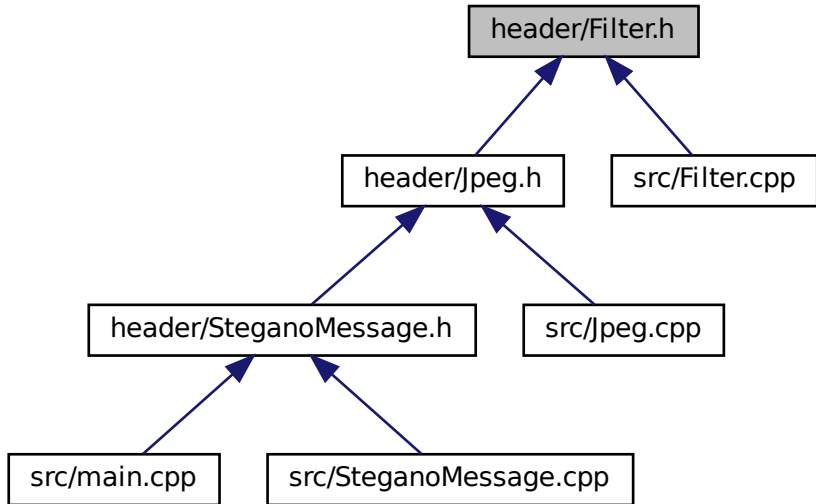 header/Filter.h
header/Jpeg.h
src/Filter.cpp
header/SteganoMessage.h
src/Jpeg.cpp
src/main.cpp
src/SteganoMessage.cpp